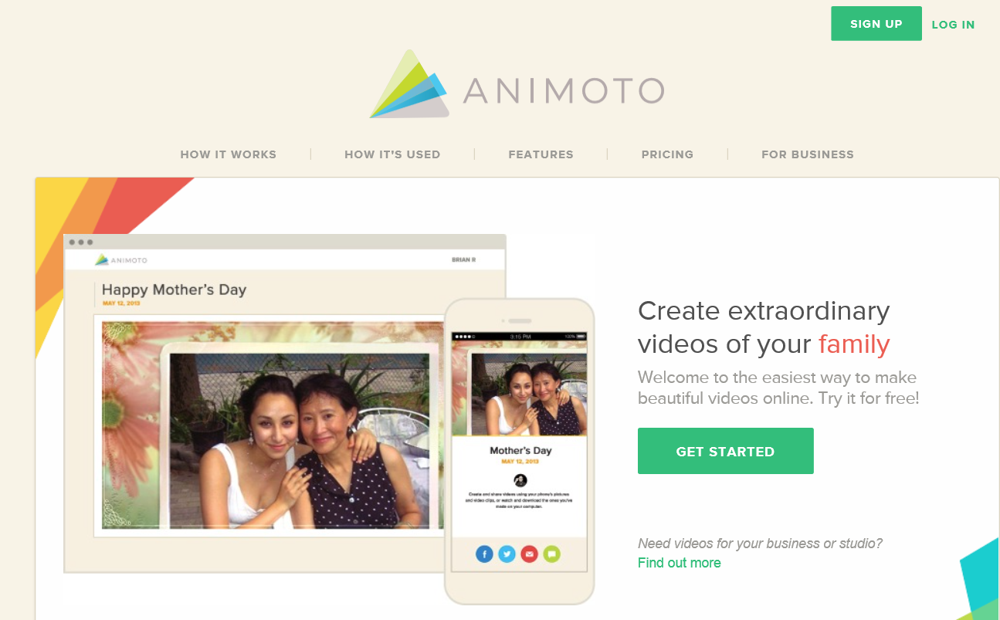 SIGN UP
LOG IN
ANIMOTO
HOW IT WORKS
HOW IT'S USED
FEATURES
PRICING
FOR BUSINESS
ANIMOTO
BRIAN R
Happy Mother's Day
MAY 12, 2013
3:15 PM
100%
Mother's Day
MAY 12, 2013
Create and share videos using your phone's pictures
and video clips, or watch and download the ones you've
made on your computer.
Create extraordinary
videos of your family
Welcome to the easiest way to make
beautiful videos online. Try it for free!
GET STARTED
Need videos for your business or studio?
Find out more